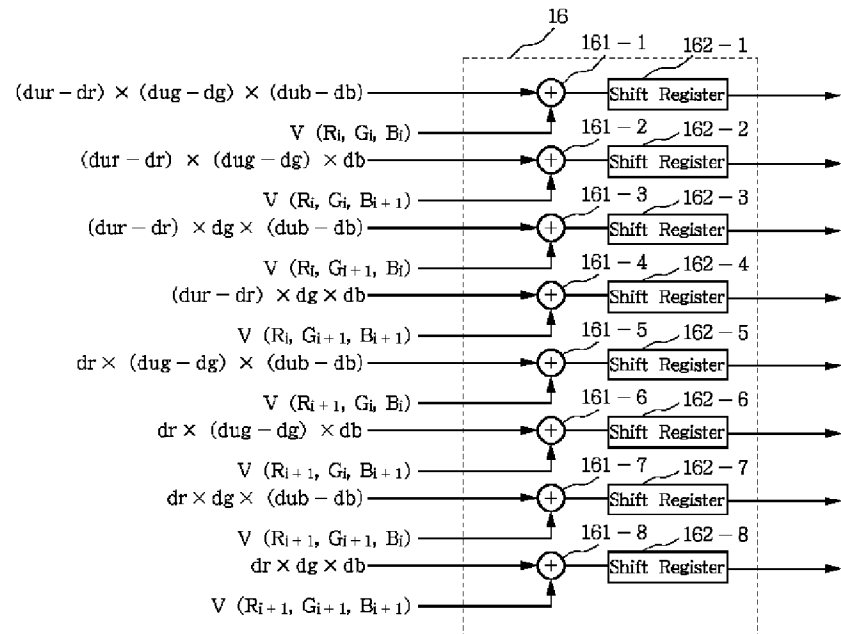 16
161-1
162-1
(dur-dr) × (dug-dg) × (dub-db)
+
Shift Register
V (Ri, Gi, Bi)
161-2
162-2
(dur-dr) × (dug-dg) × db
+
Shift Register
V (Ri, Gi, Bi+1)
161-3
162-3
(dur-dr) × dg × (dub-db)
+
Shift Register
V (Ri, Gi+1, Bi)
161-4
162-4
(dur-dr) × dg × db
+
Shift Register
V (Ri, Gi+1, Bi+1)
161-5
162-5
dr × (dug-dg) × (dub-db)
+
Shift Register
V (Ri+1, Gi, Bi)
161-6
162-6
dr × (dug-dg) × db
+
Shift Register
V (Ri+1, Gi, Bi+1)
161-7
162-7
dr × dg × (dub-db)
+
Shift Register
V (Ri+1, Gi+1, Bi)
161-8
162-8
dr × dg × db
+
Shift Register
V (Ri+1, Gi+1, Bi+1)